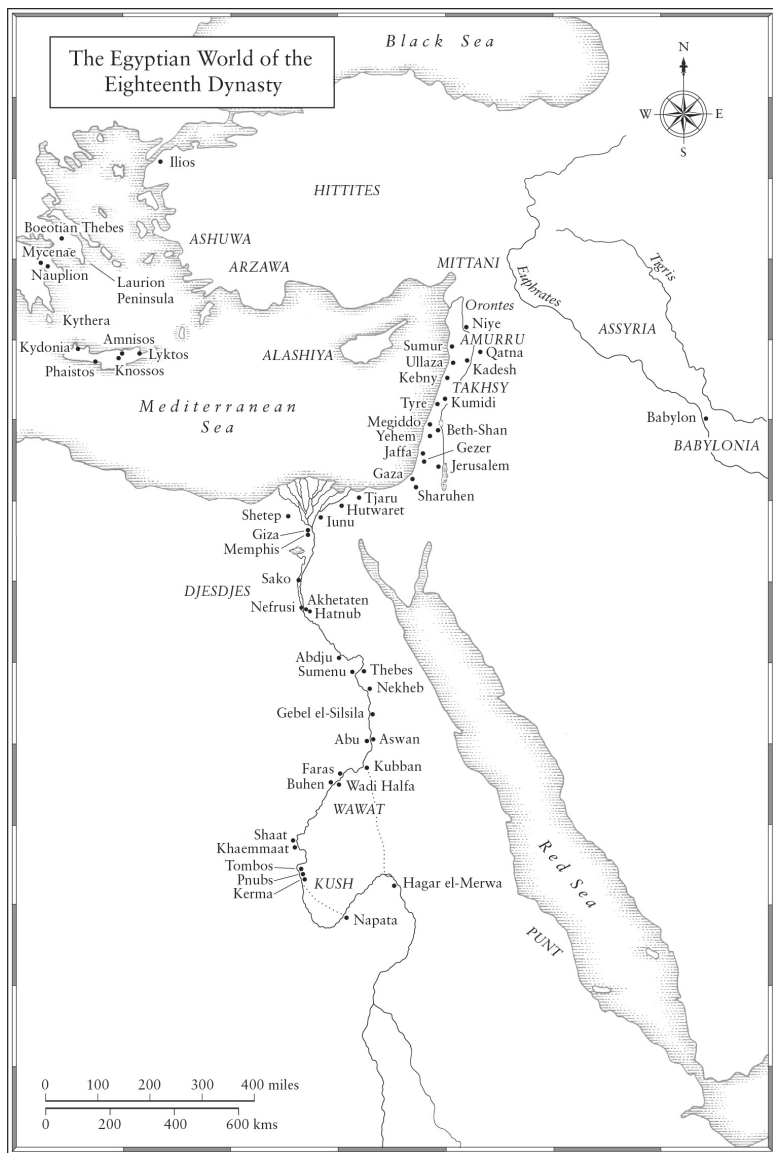 Black Sea
The Egyptian World of the
Eighteenth Dynasty
N
W
E
S
Ilios
HITTITES
Boeotian Thebes
ASHUWA
Mycenae
Nauplion
ARZAWA
MITTANI
Laurion
Peninsula
Tigris
Euphrates
Orontes
Kythera
Niye
ASSYRIA
Amnisos
Kydonia
Lyktos
Phaistos
Knossos
ALASHIYA
Sumur
AMURRU
Ullaza
Qatna
Kadesh
Kebny
TAKHSY
Tyre
Kumidi
Mediterranean
Sea
Megiddo
Beth-Shan
Yehem
Gezer
Jaffa
Jerusalem
Babylon
BABYLONIA
Gaza
Sharuhen
Tjaru
Hutwaret
Shetep
Iunu
Giza
Memphis
Sako
DJESDJES
Akhetaten
Nefrusi
Hatnub
Abdju
Thebes
Sumenu
Nekheb
Gebel el-Silsila
Abu
Aswan
Kubban
Faras
Buhen
Wadi Halfa
WAWAT
Shaat
Khaemmaat
Tombos
Pnubs
Kerma
KUSH
Hagar el-Merwa
Napata
Red Sea
PUNT
0 100 200 300 400 miles
0 200 400 600 kms